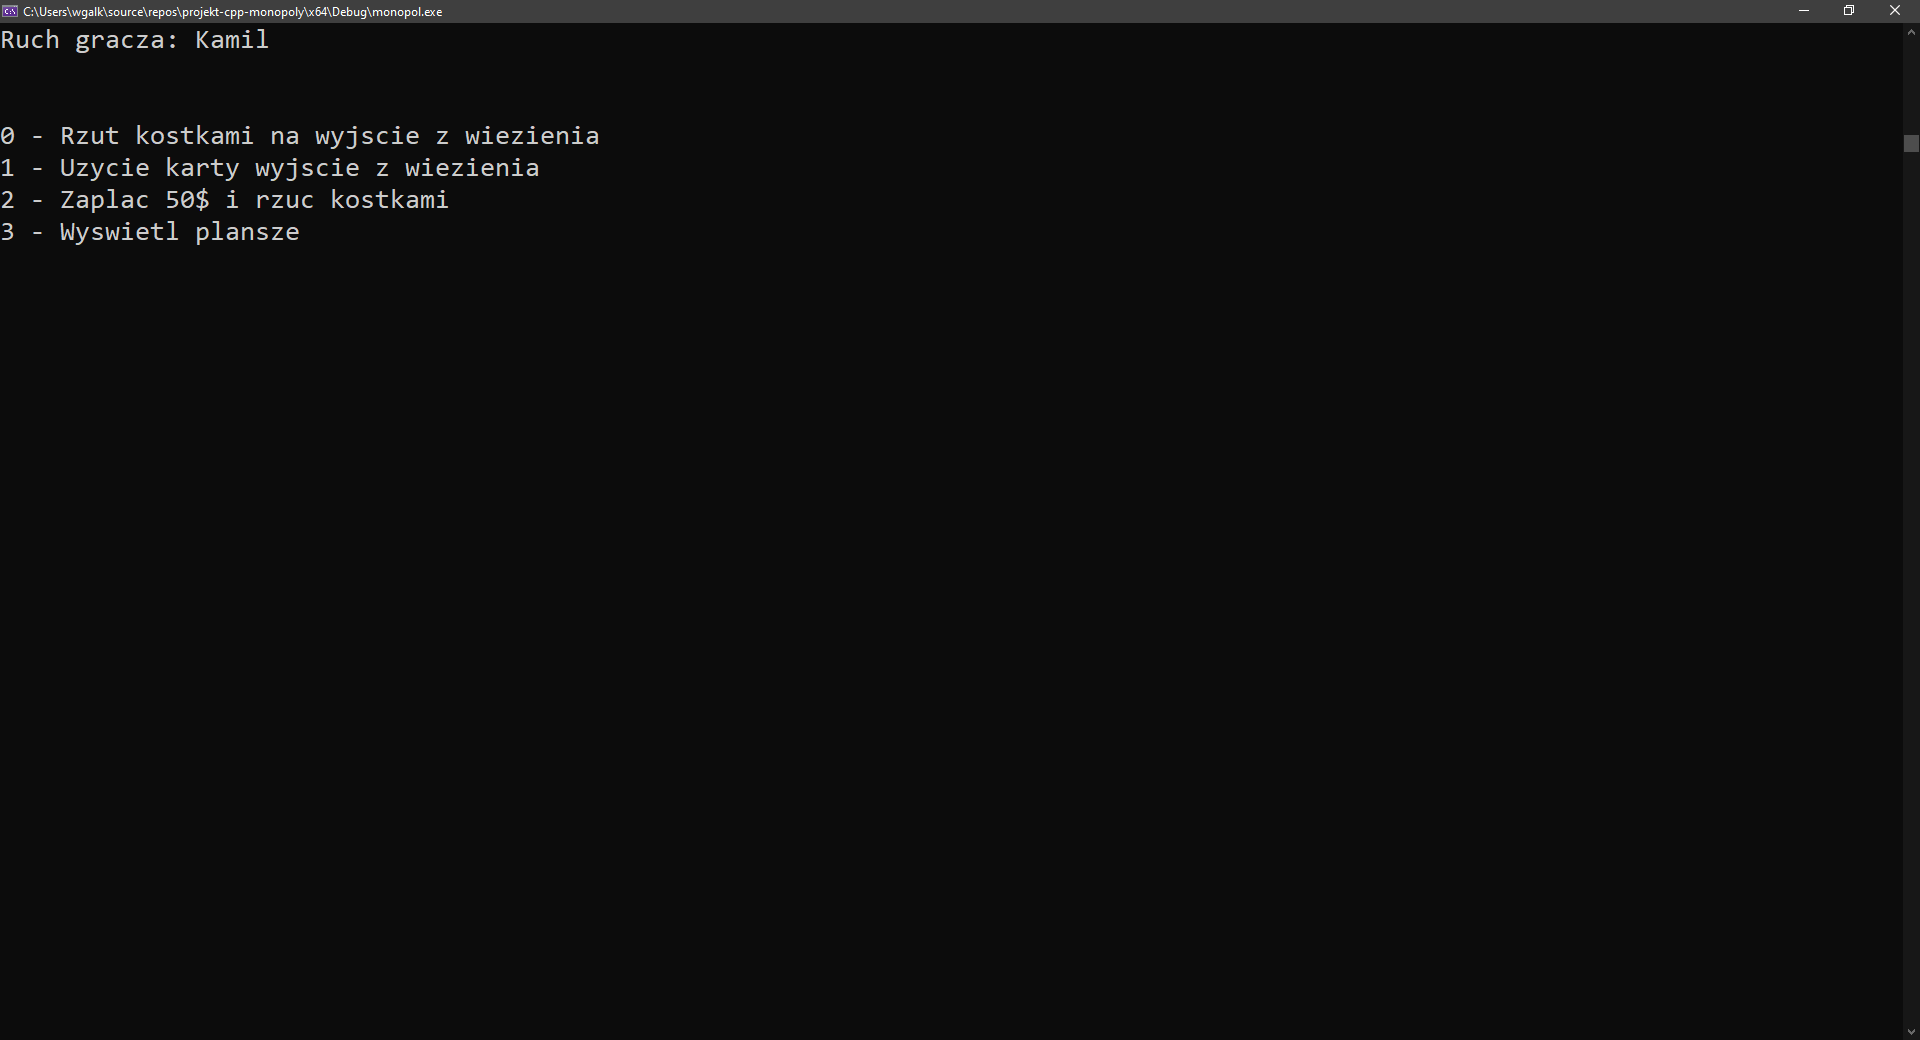 C:\Users\wgalk\source\repos\projekt-cpp-monopoly\x64\Debug\monopol.exe
Ruch gracza: Kamil
0 - Rzut kostkami na wyjscie z wiezienia
1 - Uzycie karty wyjscie z wiezienia
2 - Zaplac 50$ i rzuc kostkami
3 - Wyswietl plansze